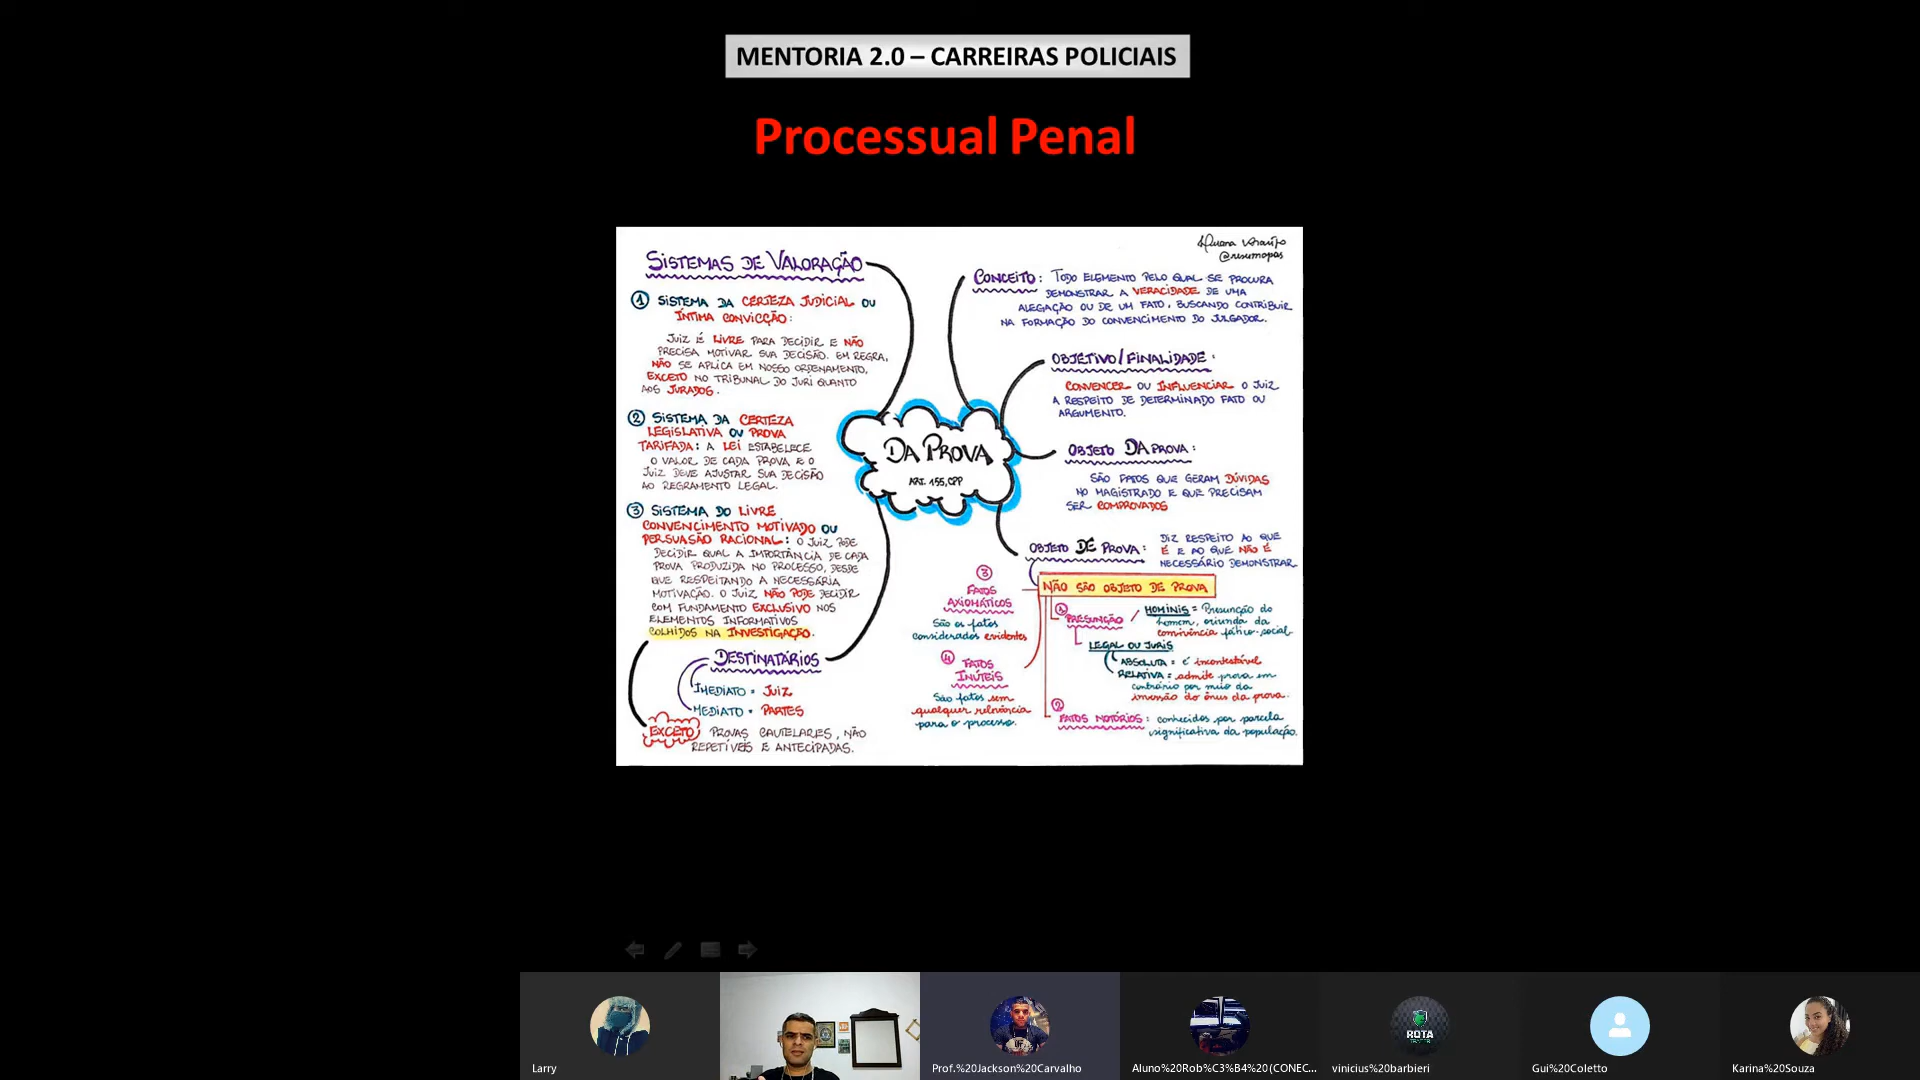 MENTORIA 2.0 – CARREIRAS POLICIAIS
Processual Penal
@resumopas
SISTEMAS DE VALORAÇÃO
1 SISTEMA DA CERTEZA JUDICIAL OU
ÍNTIMA CONVICÇÃO:
JUIZ É LIVRE PARA DECIDIR E NÃO
PRECISA MOTIVAR SUA DECISÃO. EM REGRA,
NÃO SE APLICA EM NOSSO ORDENAMENTO,
EXCETO NO TRIBUNAL DO JURI QUANTO
AOS JURADOS.
2 SISTEMA DA CERTEZA
LEGISLATIVA OU PROVA
TARIFADA: A LEI ESTABELECE
O VALOR DE CADA PROVA E O
JUIZ DEVE AJUSTAR SUA DECISÃO
AO REGRAMENTO LEGAL.
3 SISTEMA DO LIVRE
CONVENCIMENTO MOTIVADO OU
PERSUASÃO RACIONAL: O JUIZ PODE
DECIDIR QUAL A IMPORTÂNCIA DE CADA
PROVA PRODUZIDA NO PROCESSO, DESDE
QUE RESPEITANDO A NECESSÁRIA
MOTIVAÇÃO. O JUIZ NÃO PODE DECIDIR
COM FUNDAMENTO EXCLUSIVO NOS
ELEMENTOS INFORMATIVOS
COLHIDOS NA INVESTIGAÇÃO.
DESTINATÁRIOS
IMEDIATO = JUIZ
MEDIATO = PARTES
EXCETO PROVAS CAUTELARES, NÃO
REPETÍVEIS E ANTECIPADAS.
DA PROVA
ART. 155, CPP
CONCEITO: TODO ELEMENTO PELO QUAL SE PROCURA
DEMONSTRAR A VERACIDADE DE UMA
ALEGAÇÃO OU DE UM FATO, BUSCANDO CONTRIBUIR
NA FORMAÇÃO DO CONVENCIMENTO DO JULGADOR.
OBJETIVO/FINALIDADE:
CONVENCER OU INFLUENCIAR O JUIZ
A RESPEITO DE DETERMINADO FATO OU
ARGUMENTO.
OBJETO DA PROVA:
SÃO FATOS QUE GERAM DÚVIDAS
NO MAGISTRADO E QUE PRECISAM
SER COMPROVADOS
OBJETO DE PROVA: DIZ RESPEITO AO QUE
É E AO QUE NÃO É
NECESSÁRIO DEMONSTRAR
NÃO SÃO OBJETO DE PROVA
1 PRESUNÇÃO
HOMINIS = Presunção do
homem, oriunda da
convivência fático-social
LEGAL OU JURIS
ABSOLUTA = é incontestável
RELATIVA = admite prova em
contrário por meio da
inversão do ônus da prova.
2 FATOS NOTÓRIOS: conhecidos por parcela
significativa da população.
3
FATOS
AXIOMÁTICOS
São os fatos
considerados evidentes
4 FATOS
INÚTEIS
São fatos sem
qualquer relevância
para o processo.
Larry
Prof.%20Jackson%20Carvalho
Aluno%20Rob%C3%B4%20(CONEC...
ROTA
vinicius%20barbieri
Gui%20Coletto
Karina%20Souza